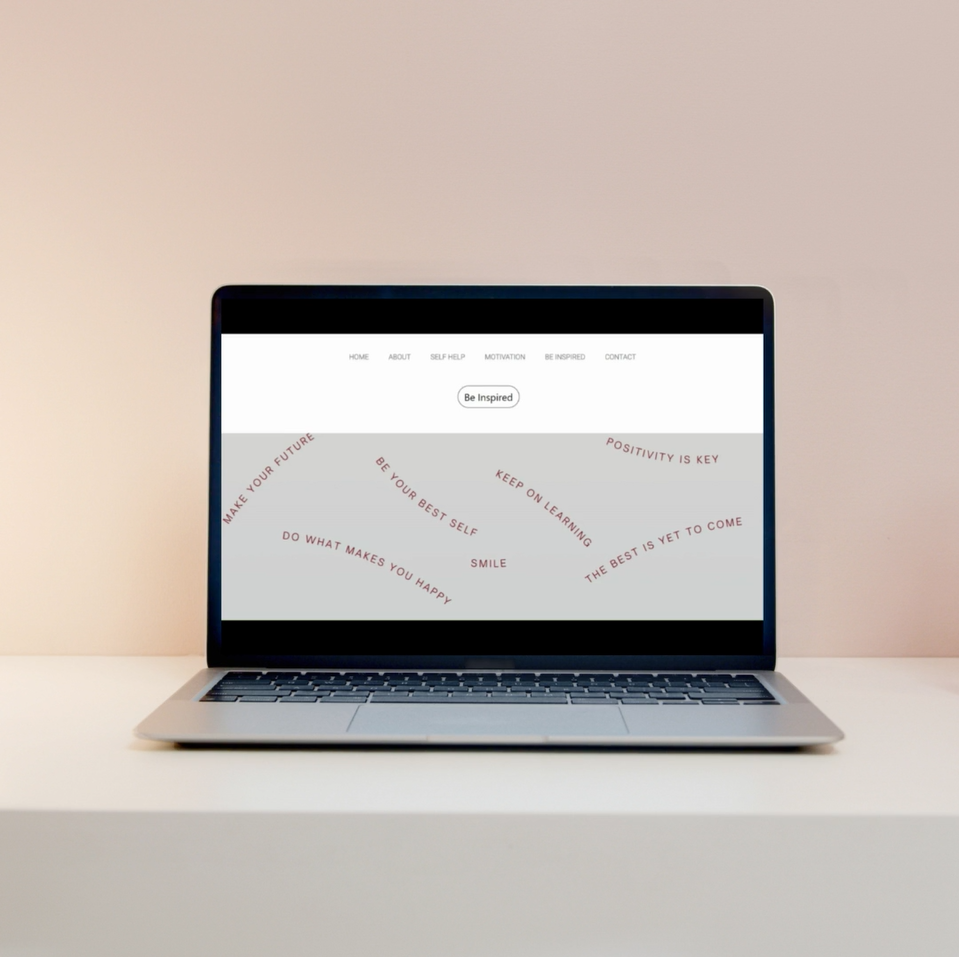 HOME ABOUT SELF HELP MOTIVATION BE INSPIRED CONTACT
Be Inspired
MAKE YOUR FUTURE
BE YOUR BEST SELF
KEEP ON LEARNING
POSITIVITY IS KEY
DO WHAT MAKES YOU HAPPY
SMILE
THE BEST IS YET TO COME